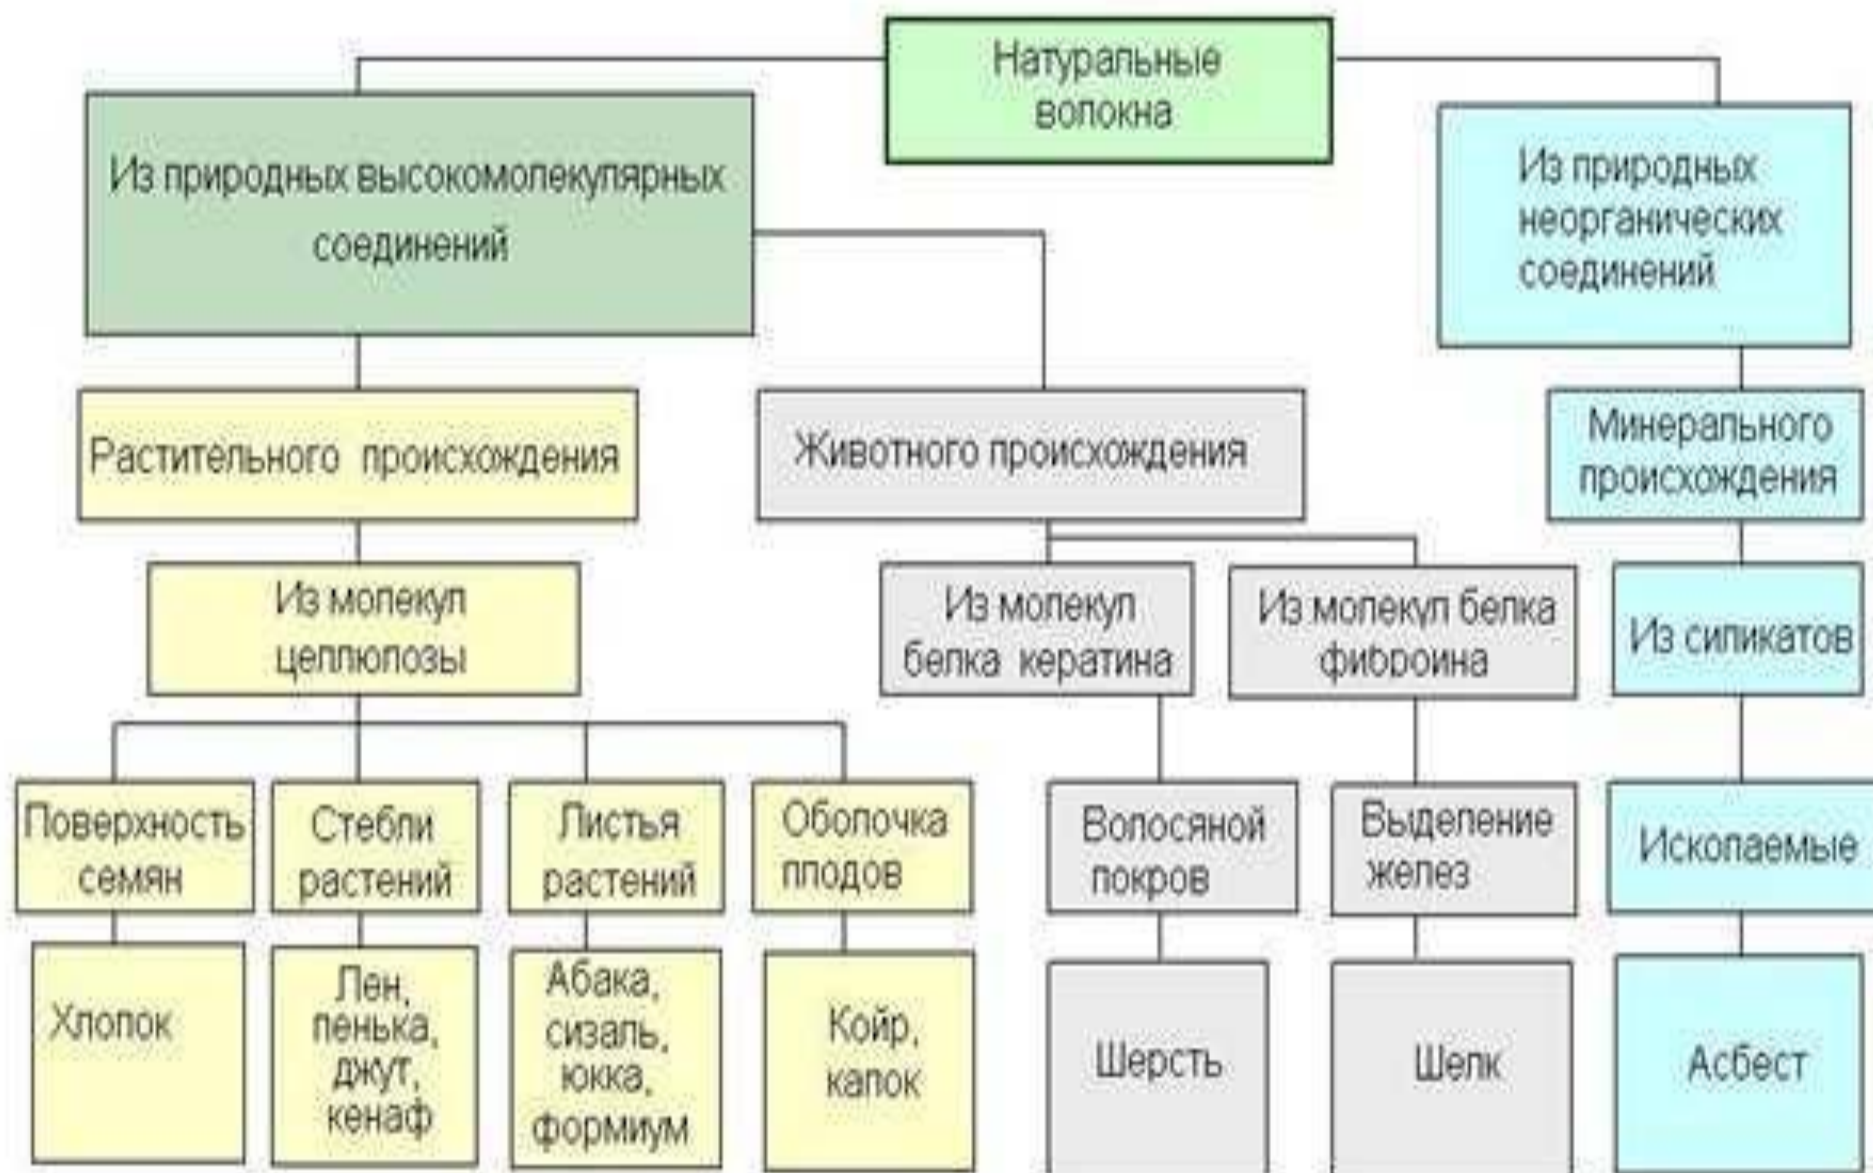 Натуральные
волокна
Из природных высокомолекулярных
соединений
Из природных
неорганических
соединений
Растительного происхождения
Животного происхождения
Минерального
происхождения
Из молекул
целлюлозы
Из молекул
белка кератина
Из молекул белка
фиброина
Из силикатов
Поверхность
семян
Стебли
растений
Листья
растений
Оболочка
плодов
Волосяной
покров
Выделение
желез
Ископаемые
Хлопок
Лен,
пенька,
джут,
кенаф
Абака,
сизаль,
юкка,
формиум
Койр,
капок
Шерсть
Шелк
Асбест